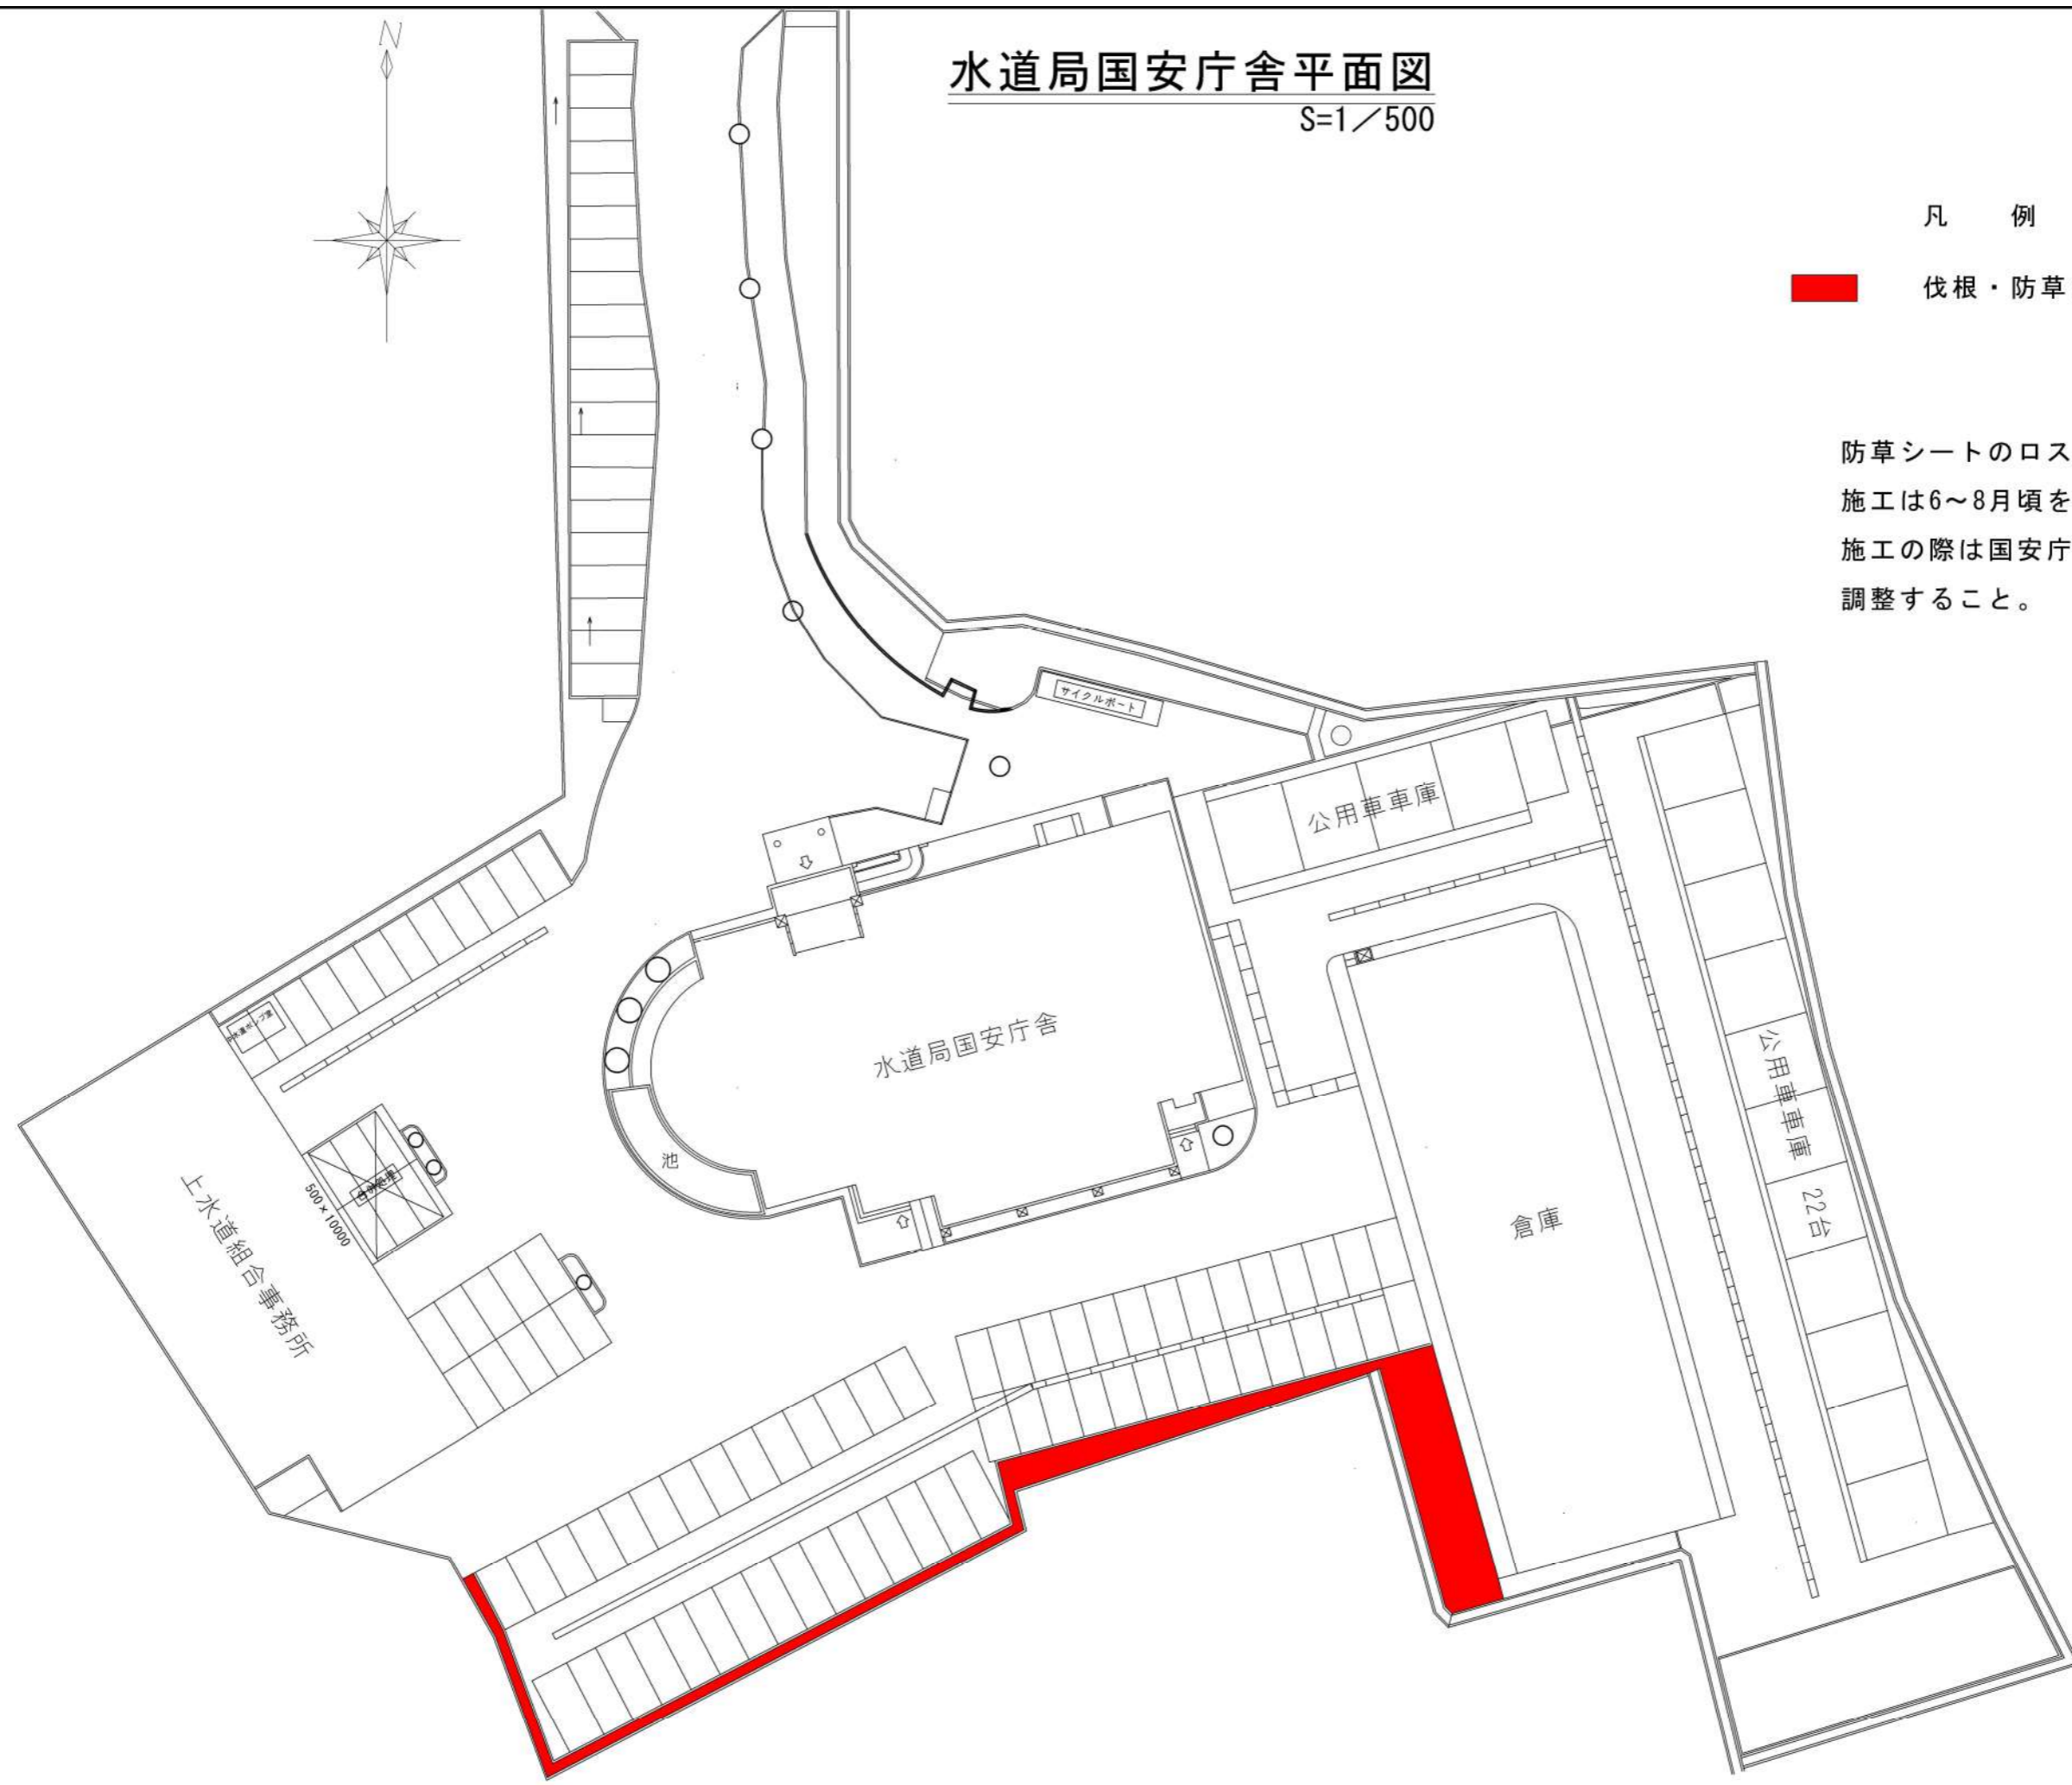 N
水道局国安庁舎平面図
S=1／500
凡　例
伐根・防草
防草シートのロス
施工は6～8月頃を
施工の際は国安庁
調整すること。
サイクルポート
公用車車庫
水道局国安庁舎
池
公用車車庫　22台
倉庫
500×10000
上水道組合事務所